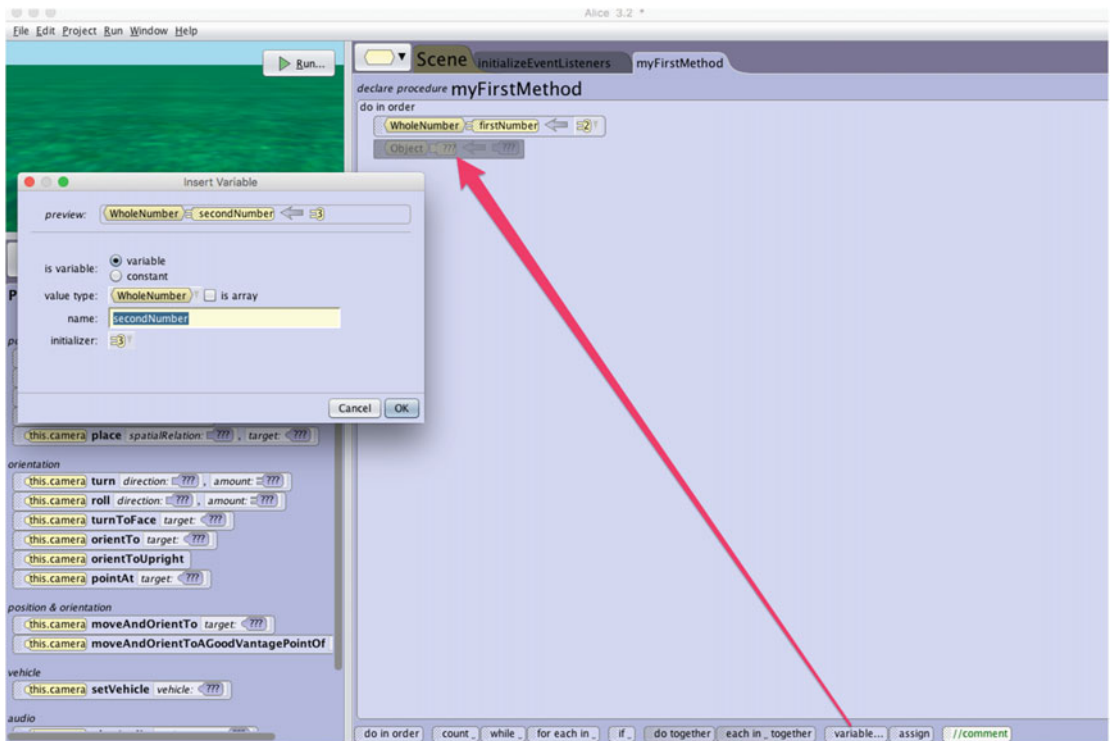 Alice 3.2 *
File Edit Project Run Window Help
Run...
Scene initializeEventListeners myFirstMethod
declare procedure myFirstMethod
do in order
WholeNumber firstNumber 2
Object ??? ???
Insert Variable
preview: WholeNumber secondNumber 3
is variable: variable
constant
value type: WholeNumber is array
name: secondNumber
initializer: 3
Cancel OK
this.camera place spatialRelation: ??? , target: ???
orientation
this.camera turn direction: ??? , amount: ???
this.camera roll direction: ??? , amount: ???
this.camera turnToFace target: ???
this.camera orientTo target: ???
this.camera orientToUpright
this.camera pointAt target: ???
position & orientation
this.camera moveAndOrientTo target: ???
this.camera moveAndOrientToAGoodVantagePointOf
vehicle
this.camera setVehicle vehicle: ???
audio
do in order count _ while _ for each in _ if _ do together each in _ together variable... assign //comment